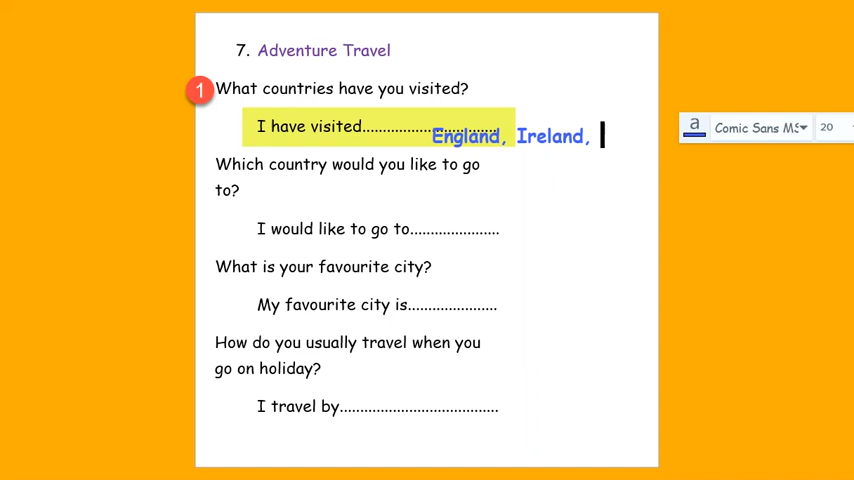 7. Adventure Travel
1 What countries have you visited?
I have visited.................................
England, Ireland,
a Comic Sans MS 20
Which country would you like to go
to?
I would like to go to......................
What is your favourite city?
My favourite city is......................
How do you usually travel when you
go on holiday?
I travel by.......................................